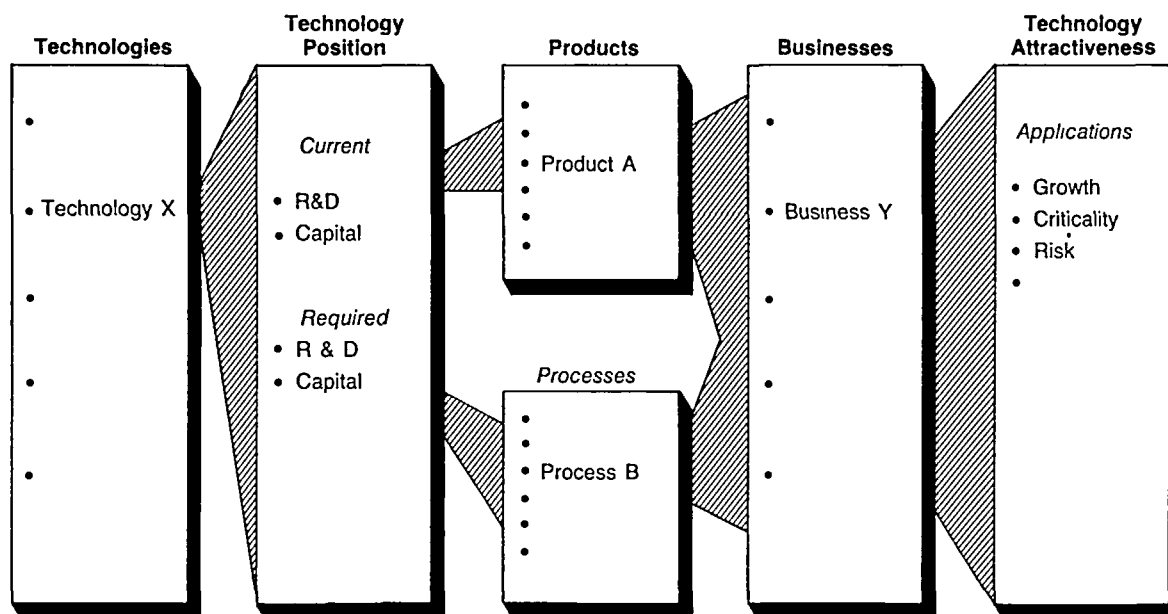 Technologies
Technology
Position
Products
Businesses
Technology
Attractiveness
• 
• Technology X
•
•
•
Current
• R&D
• Capital
Required
• R & D
• Capital
•
•
• Product A
•
•
•
Processes
•
•
• Process B
•
•
•
•
• Business Y
•
•
•
Applications
• Growth
• Criticality
• Risk
•